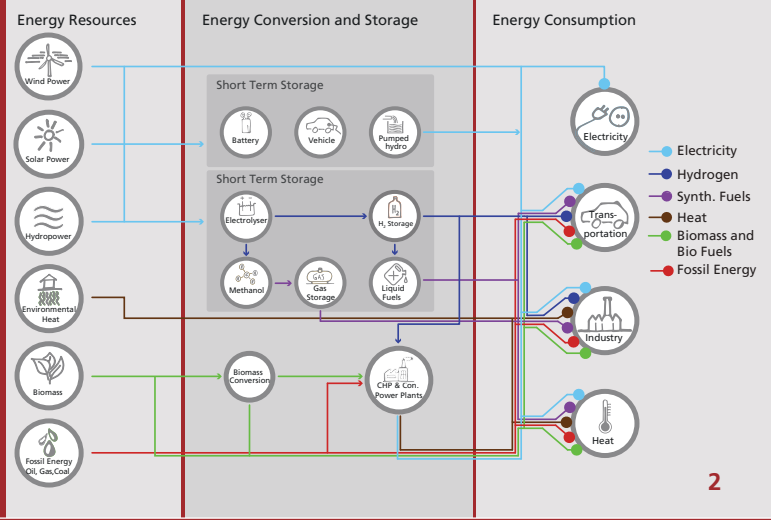 Energy Resources
Energy Conversion and Storage
Energy Consumption
Wind Power
Solar Power
Hydropower
Environmental
Heat
Biomass
Fossil Energy
Oil, Gas,Coal
Short Term Storage
Battery
Vehicle
Pumped
hydro
Short Term Storage
Electrolyser
H₂
H₂ Storage
Methanol
GAS
Gas
Storage
Liquid
Fuels
Biomass
Conversion
CHP & Con.
Power Plants
Electricity
Trans-
portation
Industry
Heat
Electricity
Hydrogen
Synth. Fuels
Heat
Biomass and
Bio Fuels
Fossil Energy
2